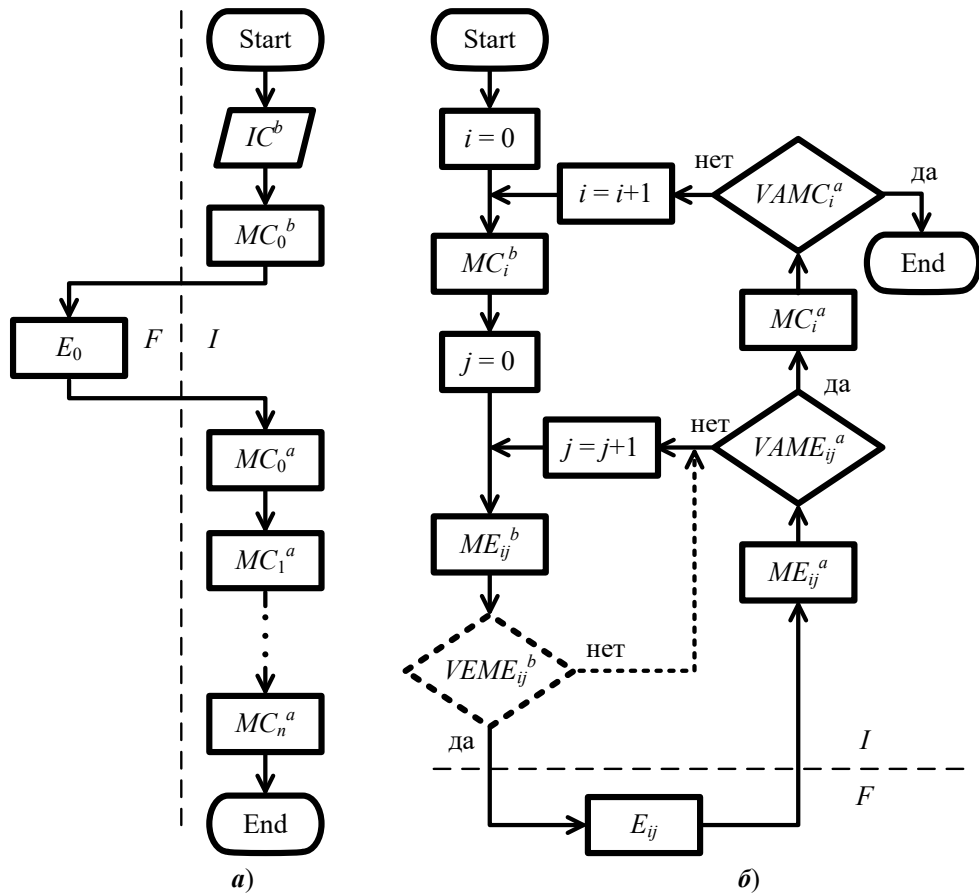 Start
IC^b
MC_0^b
E_0
F
I
MC_0^a
MC_1^a
MC_n^a
End
а)
Start
i = 0
i = i+1
нет
VAMC_i^a
да
End
MC_i^b
MC_i^a
j = 0
да
j = j+1
нет
VAME_ij^a
ME_ij^b
ME_ij^a
VEME_ij^b
нет
да
I
F
E_ij
б)